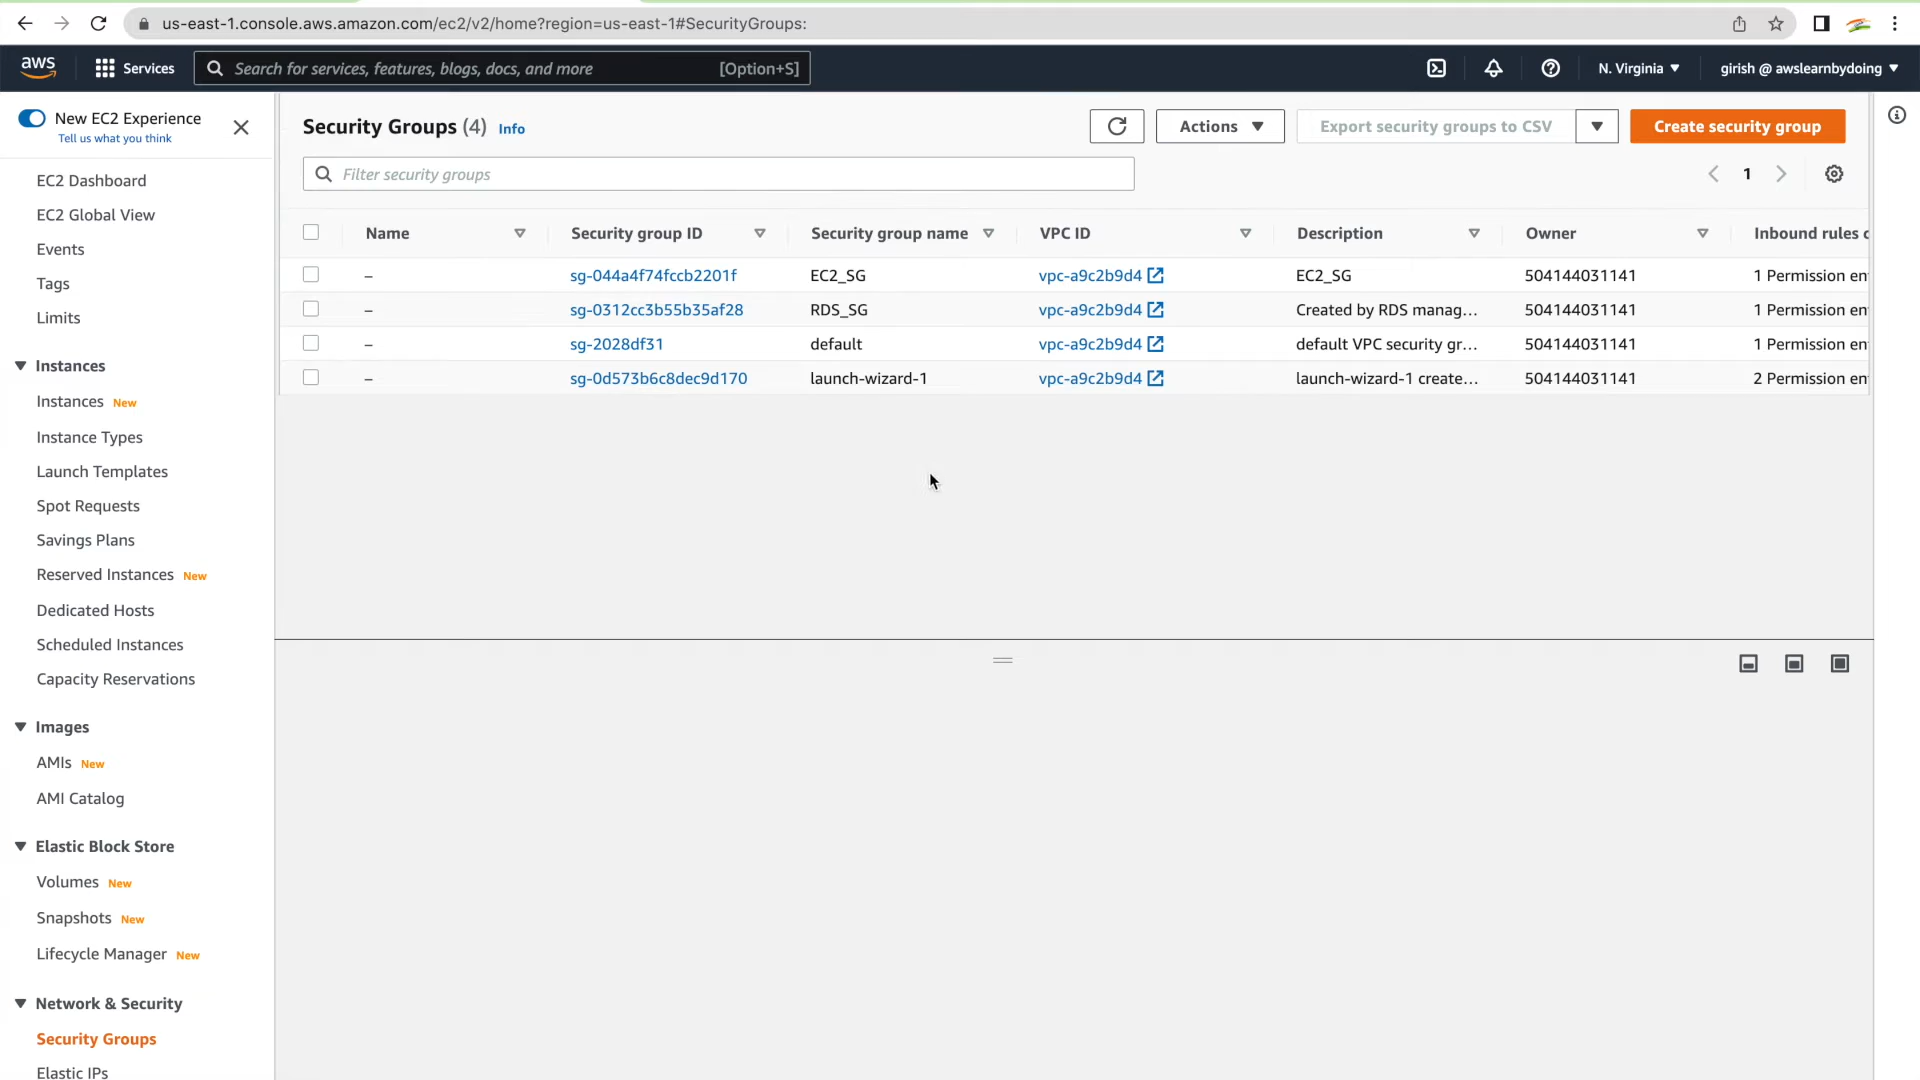 us-east-1.console.aws.amazon.com/ec2/v2/home?region=us-east-1#SecurityGroups:
aws
Services
Search for services, features, blogs, docs, and more
[Option+S]
N. Virginia
girish @ awslearnbydoing
New EC2 Experience
Tell us what you think
EC2 Dashboard
EC2 Global View
Events
Tags
Limits
Instances
Instances New
Instance Types
Launch Templates
Spot Requests
Savings Plans
Reserved Instances New
Dedicated Hosts
Scheduled Instances
Capacity Reservations
Images
AMIs New
AMI Catalog
Elastic Block Store
Volumes New
Snapshots New
Lifecycle Manager New
Network & Security
Security Groups
Elastic IPs
Security Groups (4) Info
Actions
Export security groups to CSV
Create security group
Filter security groups
1
Name Security group ID Security group name VPC ID Description Owner Inbound rules c
– sg-044a4f74fccb2201f EC2_SG vpc-a9c2b9d4 EC2_SG 504144031141 1 Permission en
– sg-0312cc3b55b35af28 RDS_SG vpc-a9c2b9d4 Created by RDS manag... 504144031141 1 Permission en
– sg-2028df31 default vpc-a9c2b9d4 default VPC security gr... 504144031141 1 Permission en
– sg-0d573b6c8dec9d170 launch-wizard-1 vpc-a9c2b9d4 launch-wizard-1 create... 504144031141 2 Permission en